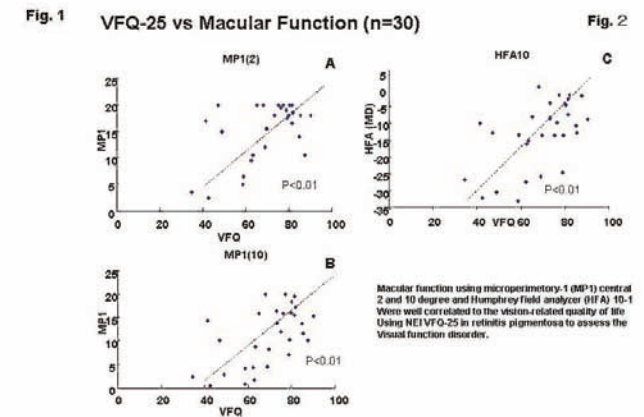 Fig. 1
VFQ-25 vs Macular Function (n=30)
Fig. 2
MP1(2)
A
25
20
15
10
5
0
MP1
P<0.01
0 20 40 60 80 100
VFQ
MP1(10)
B
25
20
15
10
5
0
MP1
P<0.01
0 20 40 60 80 100
VFQ
HFA10
C
5
0
-5
-10
-15
-20
-25
-30
-35
HFA (MD)
P<0.01
0 20 40 60 80 100
VFQ
Macular function using microperimetory-1 (MP1) central
2 and 10 degree and Humphrey field analyzer (HFA) 10-1
Were well correlated to the vision-related quality of life
Using NEI VFQ-25 in retinitis pigmentosa to assess the
Visual function disorder.